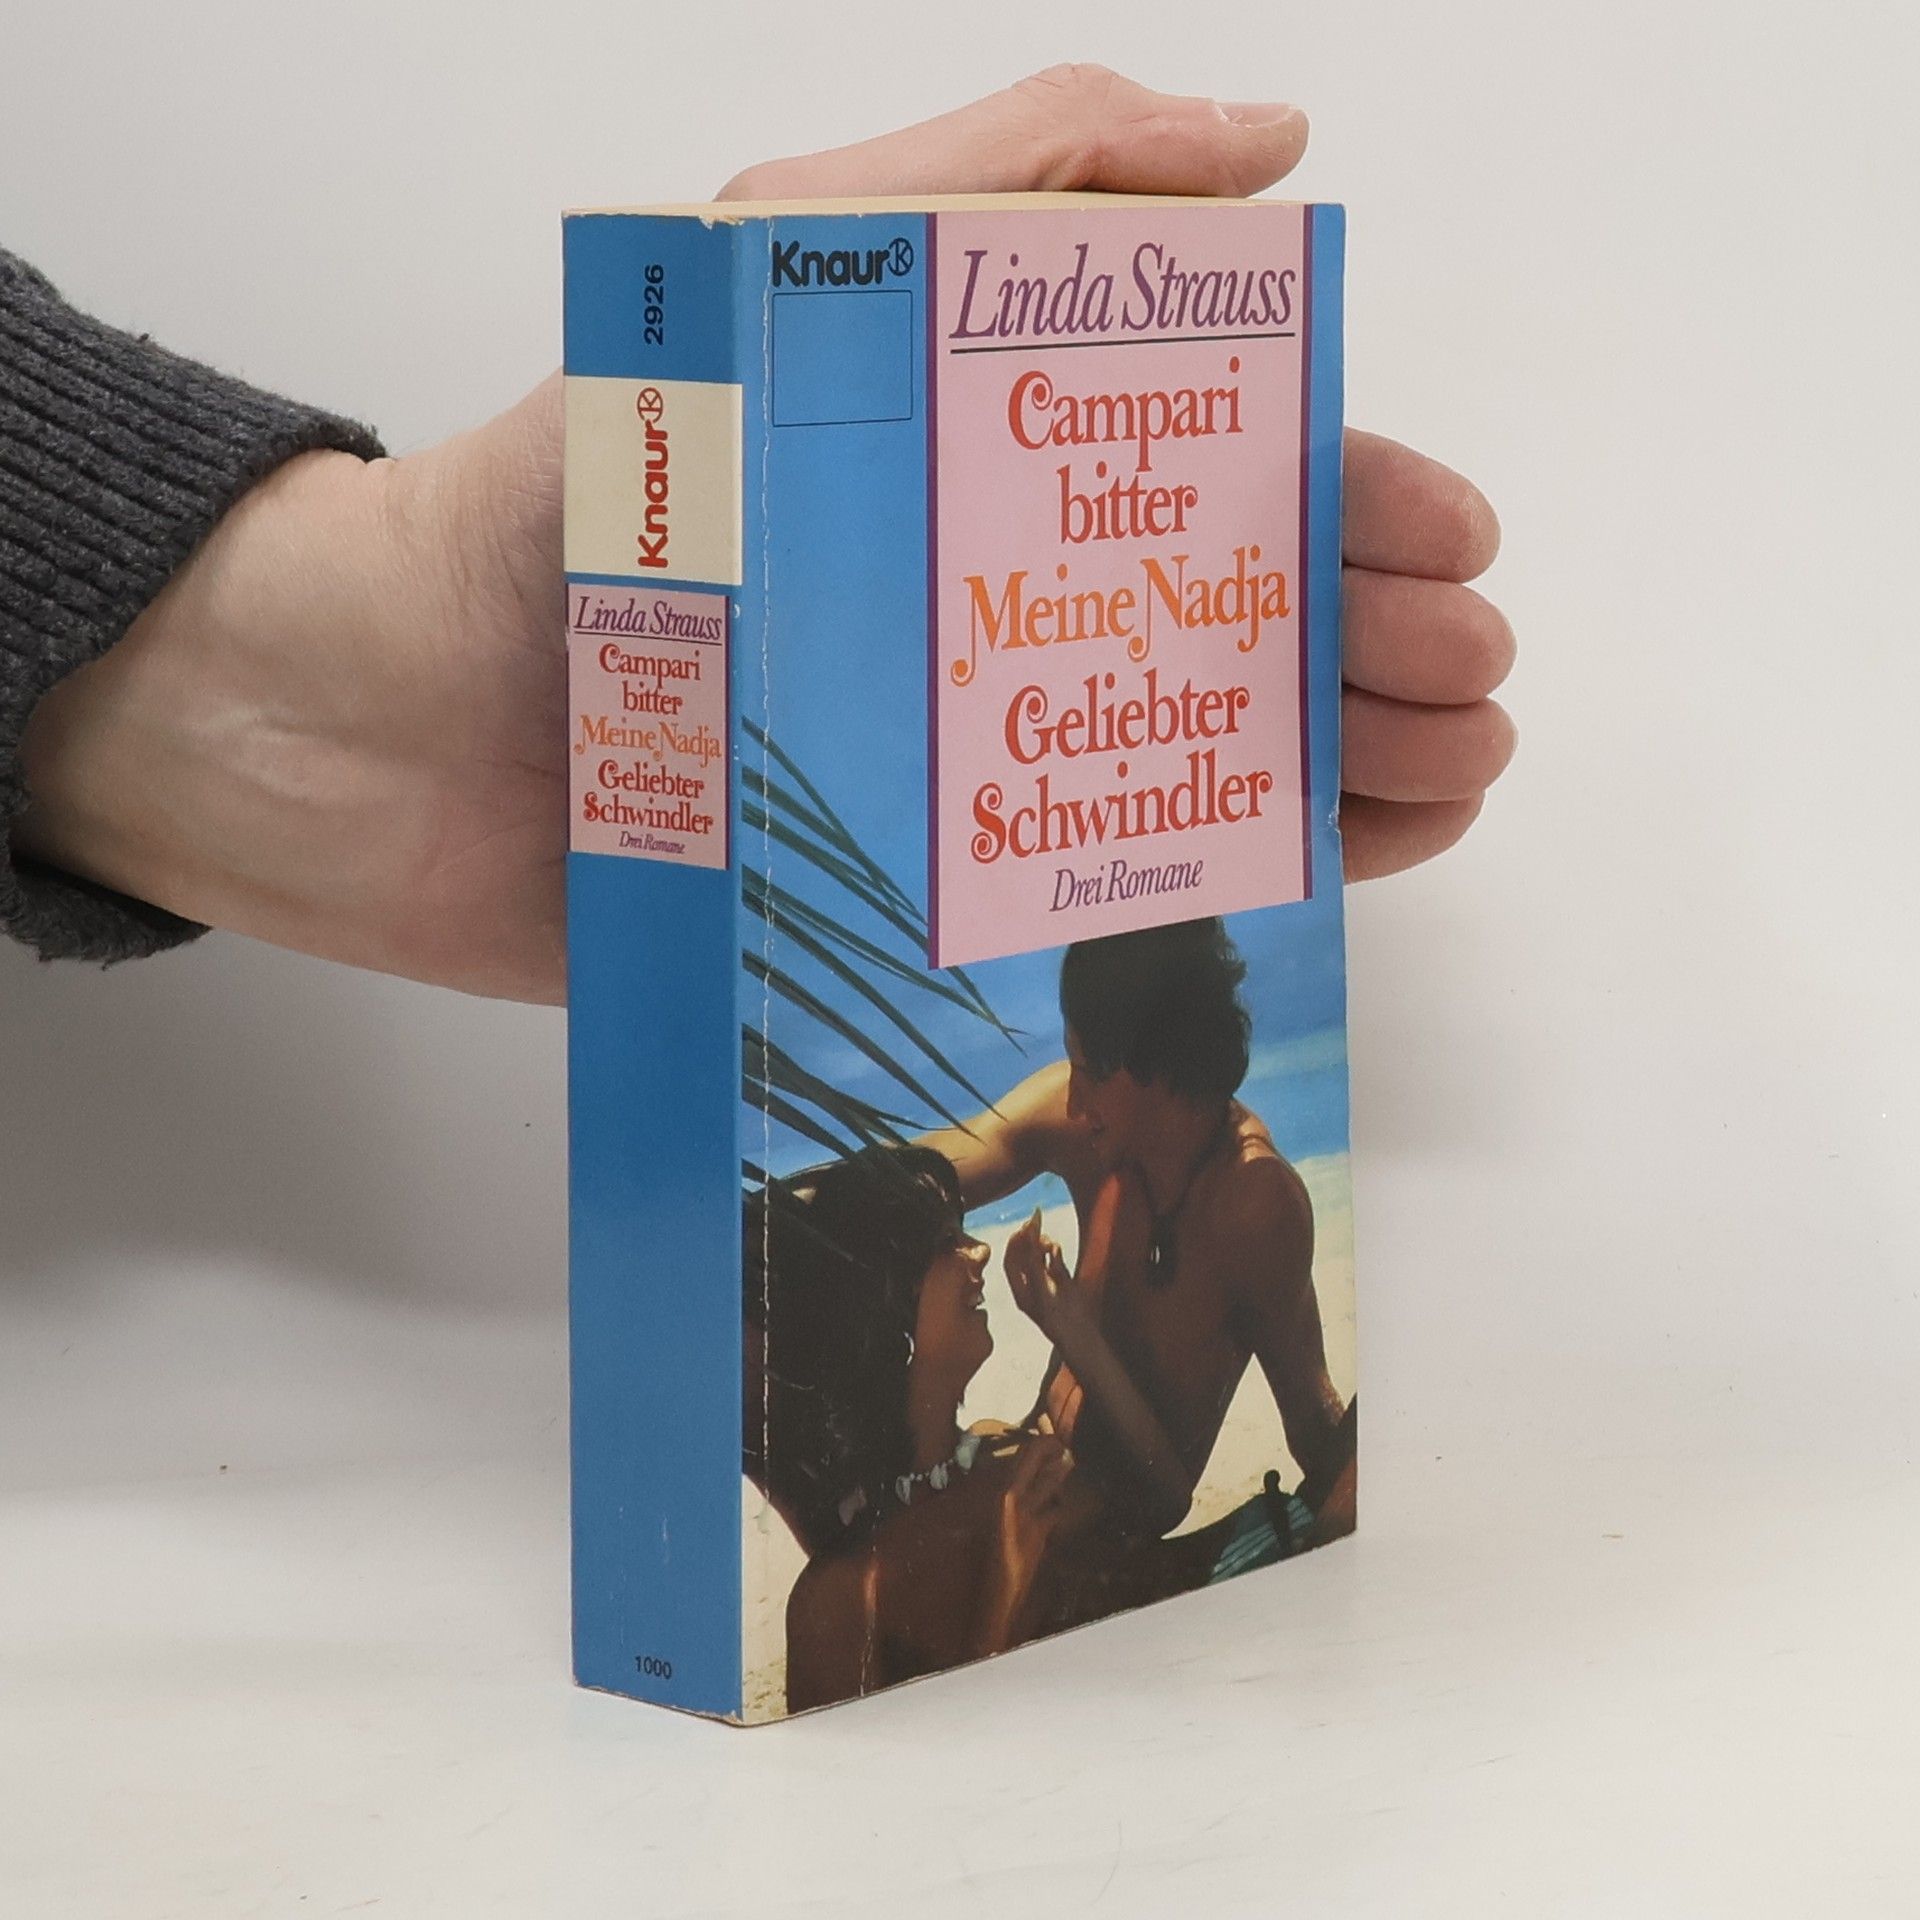 2926
Knaur
Linda Strauss
Campari
bitter
Meine Nadja
Geliebter
Schwindler
Drei Romane
1000
Knaur
Linda Strauss
Campari
bitter
Meine Nadja
Geliebter
Schwindler
Drei Romane